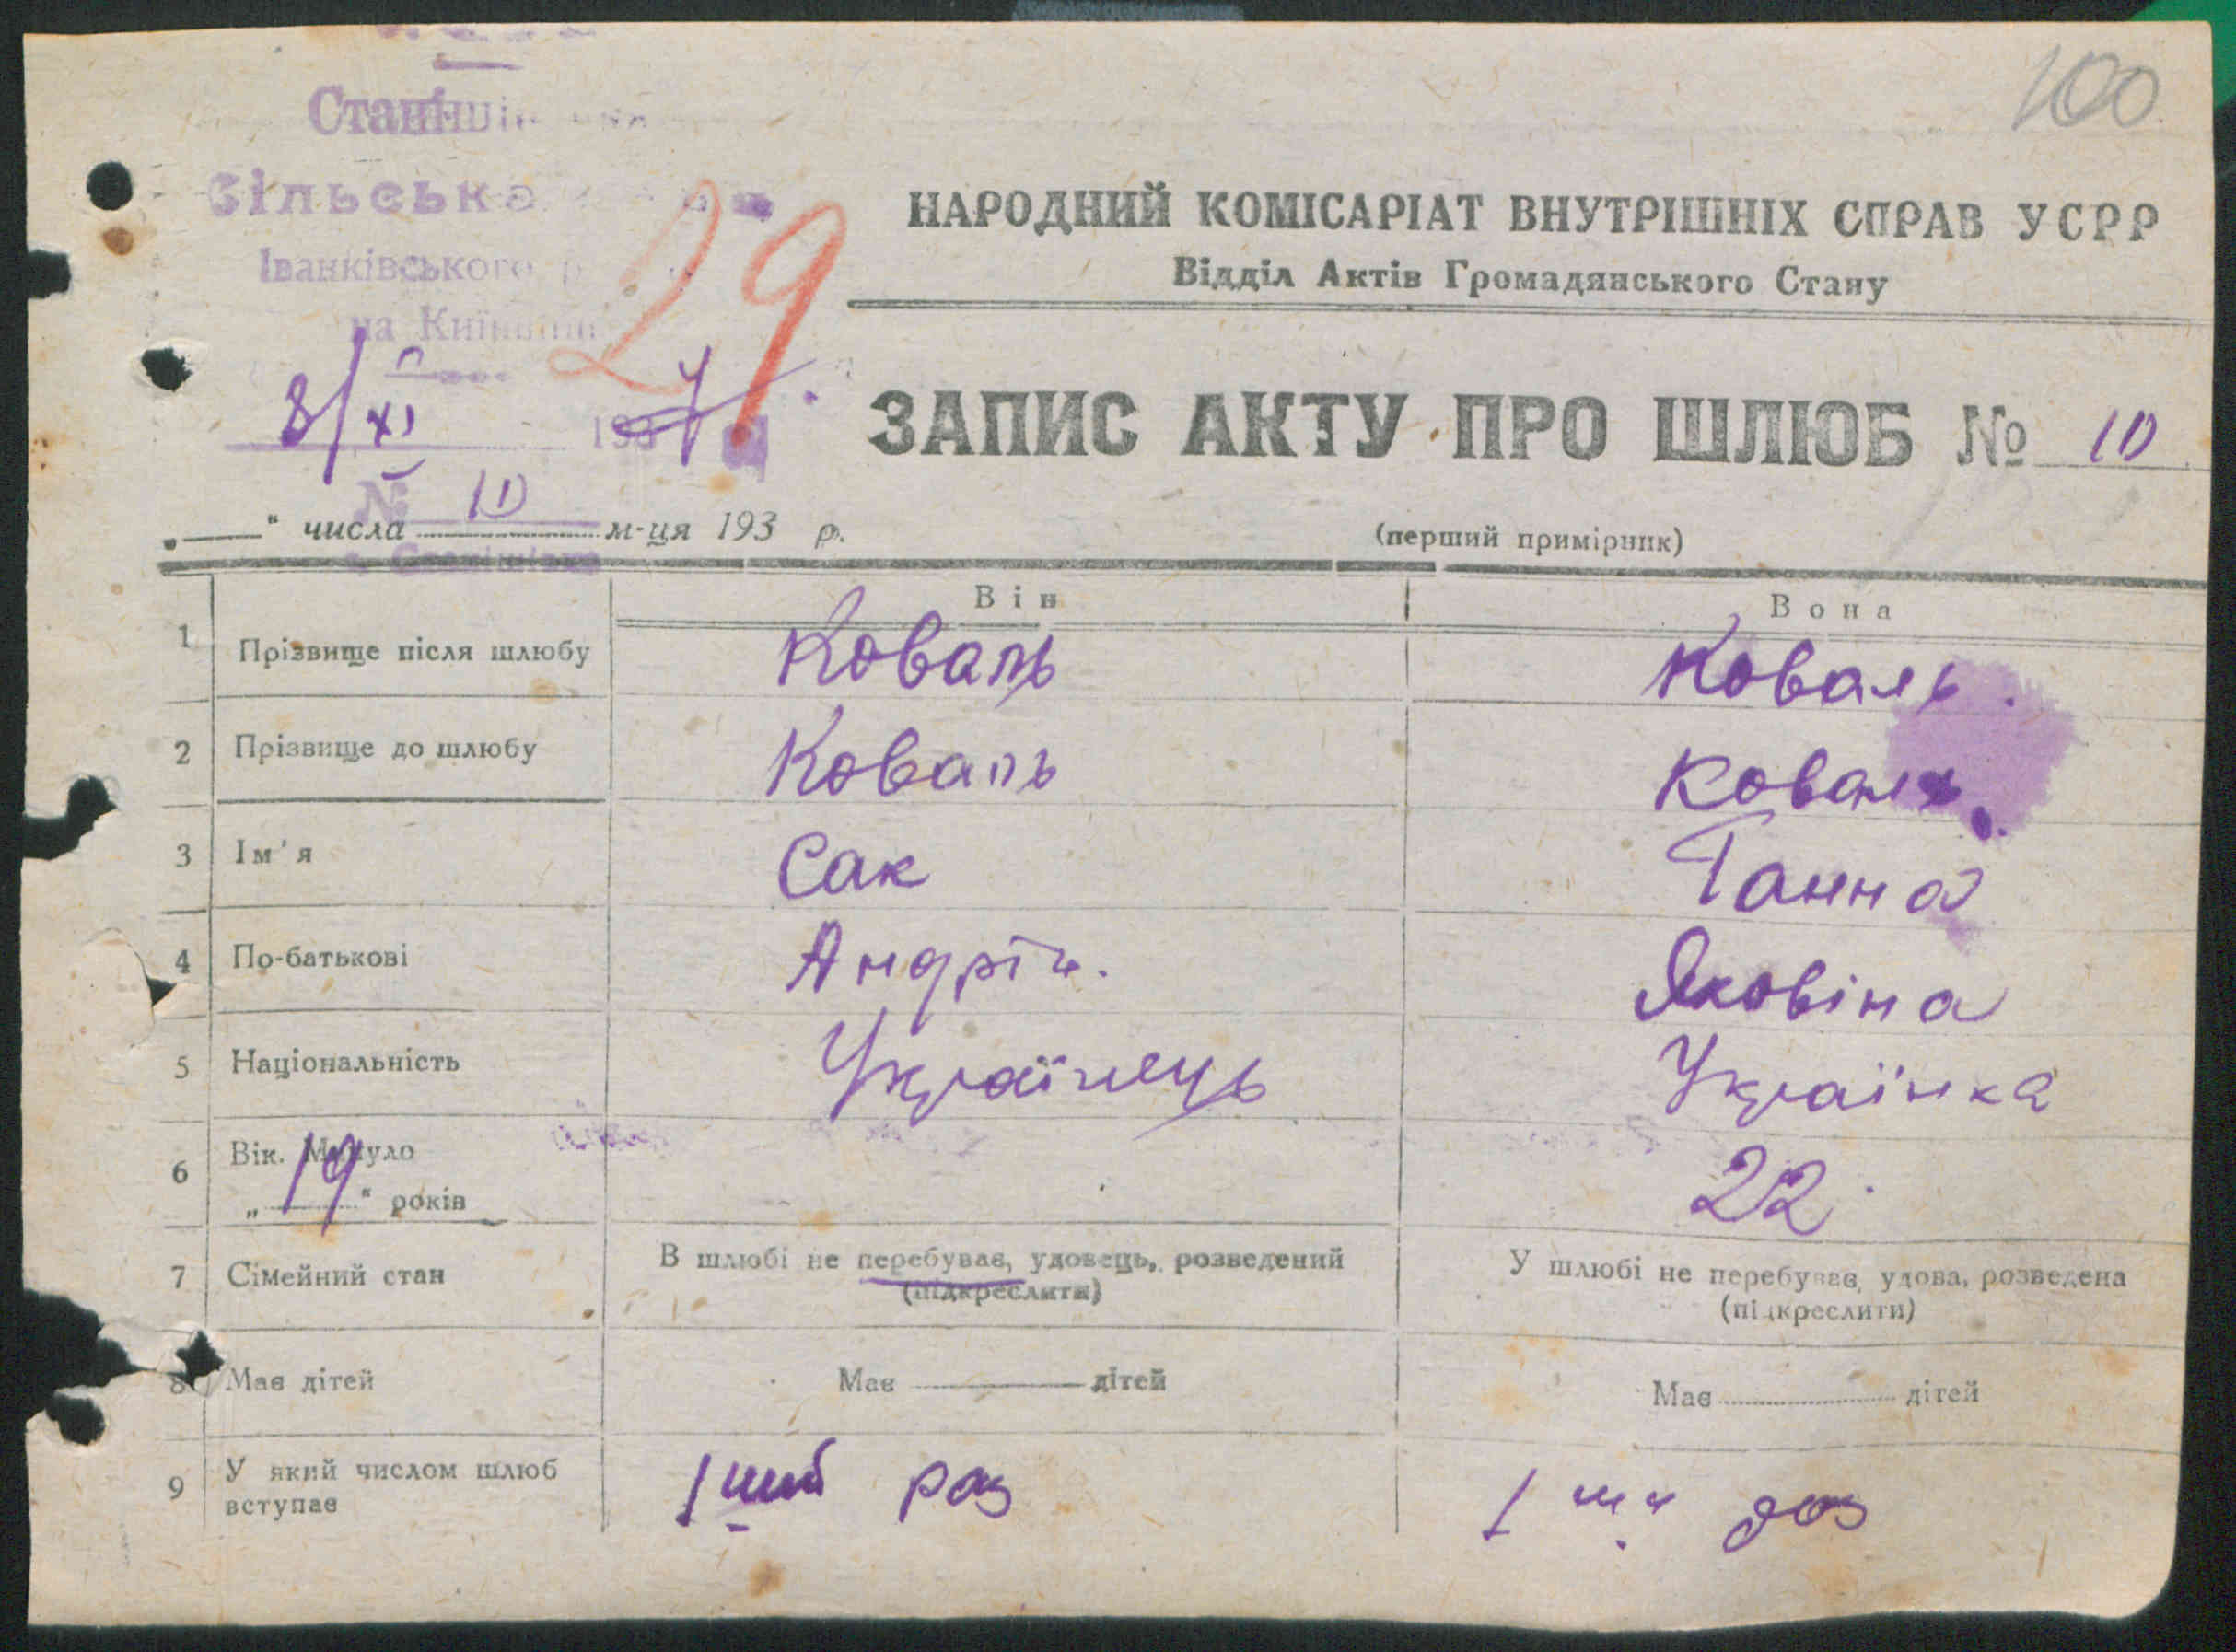 100
Сільська
Іванківського
на Київщині
29
8/XI 193
№ 10
НАРОДНИЙ КОМІСАРІАТ ВНУТРІШНІХ СПРАВ УСРР
Відділ Актів Громадянського Стану
ЗАПИС АКТУ ПРО ШЛЮБ № 10
„ “ числа м-ця 193 р.
(перший примірник)
Він Вона
1 Прізвище після шлюбу Коваль Коваль.
2 Прізвище до шлюбу Коваль Коваль.
3 Ім'я Сак Ганна
4 По-батькові Андрій. Яковіна
5 Національність Українець Українка
6 Вік. Минуло
„19“ років 22.
7 Сімейний стан В шлюбі не перебуває, удовець, розведений У шлюбі не перебуває, удова, розведена
(підкреслити) (підкреслити)
8 Має дітей Має дітей Має дітей
9 У який числом шлюб
вступає 1ший раз 1 ш раз